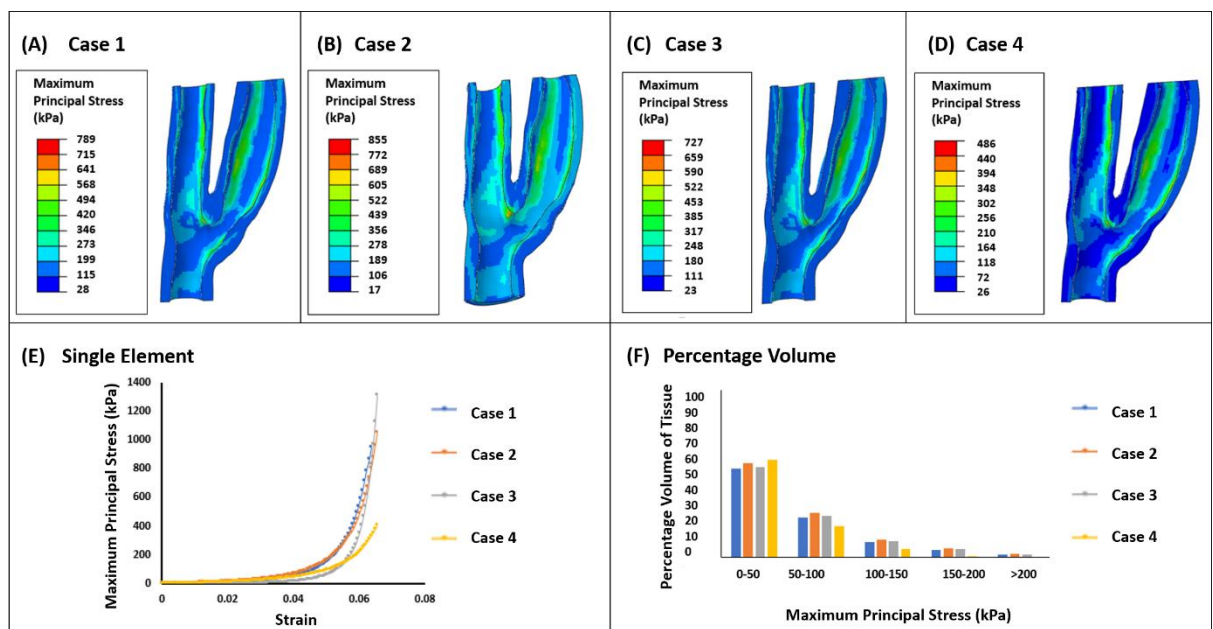 (A) Case 1
Maximum
Principal Stress
(kPa)
789
715
641
568
494
420
346
273
199
115
28
(B) Case 2
Maximum
Principal Stress
(kPa)
855
772
689
605
522
439
356
278
189
106
17
(C) Case 3
Maximum
Principal Stress
(kPa)
727
659
590
522
453
385
317
248
180
111
23
(D) Case 4
Maximum
Principal Stress
(kPa)
486
440
394
348
302
256
210
164
118
72
26
(E) Single Element
Maximum Principal Stress (kPa)
1400
1200
1000
800
600
400
200
0
0 0.02 0.04 0.06 0.08
Strain
Case 1
Case 2
Case 3
Case 4
(F) Percentage Volume
Percentage Volume of Tissue
100
90
80
70
60
50
40
30
20
10
0
0-50 50-100 100-150 150-200 >200
Maximum Principal Stress (kPa)
Case 1
Case 2
Case 3
Case 4